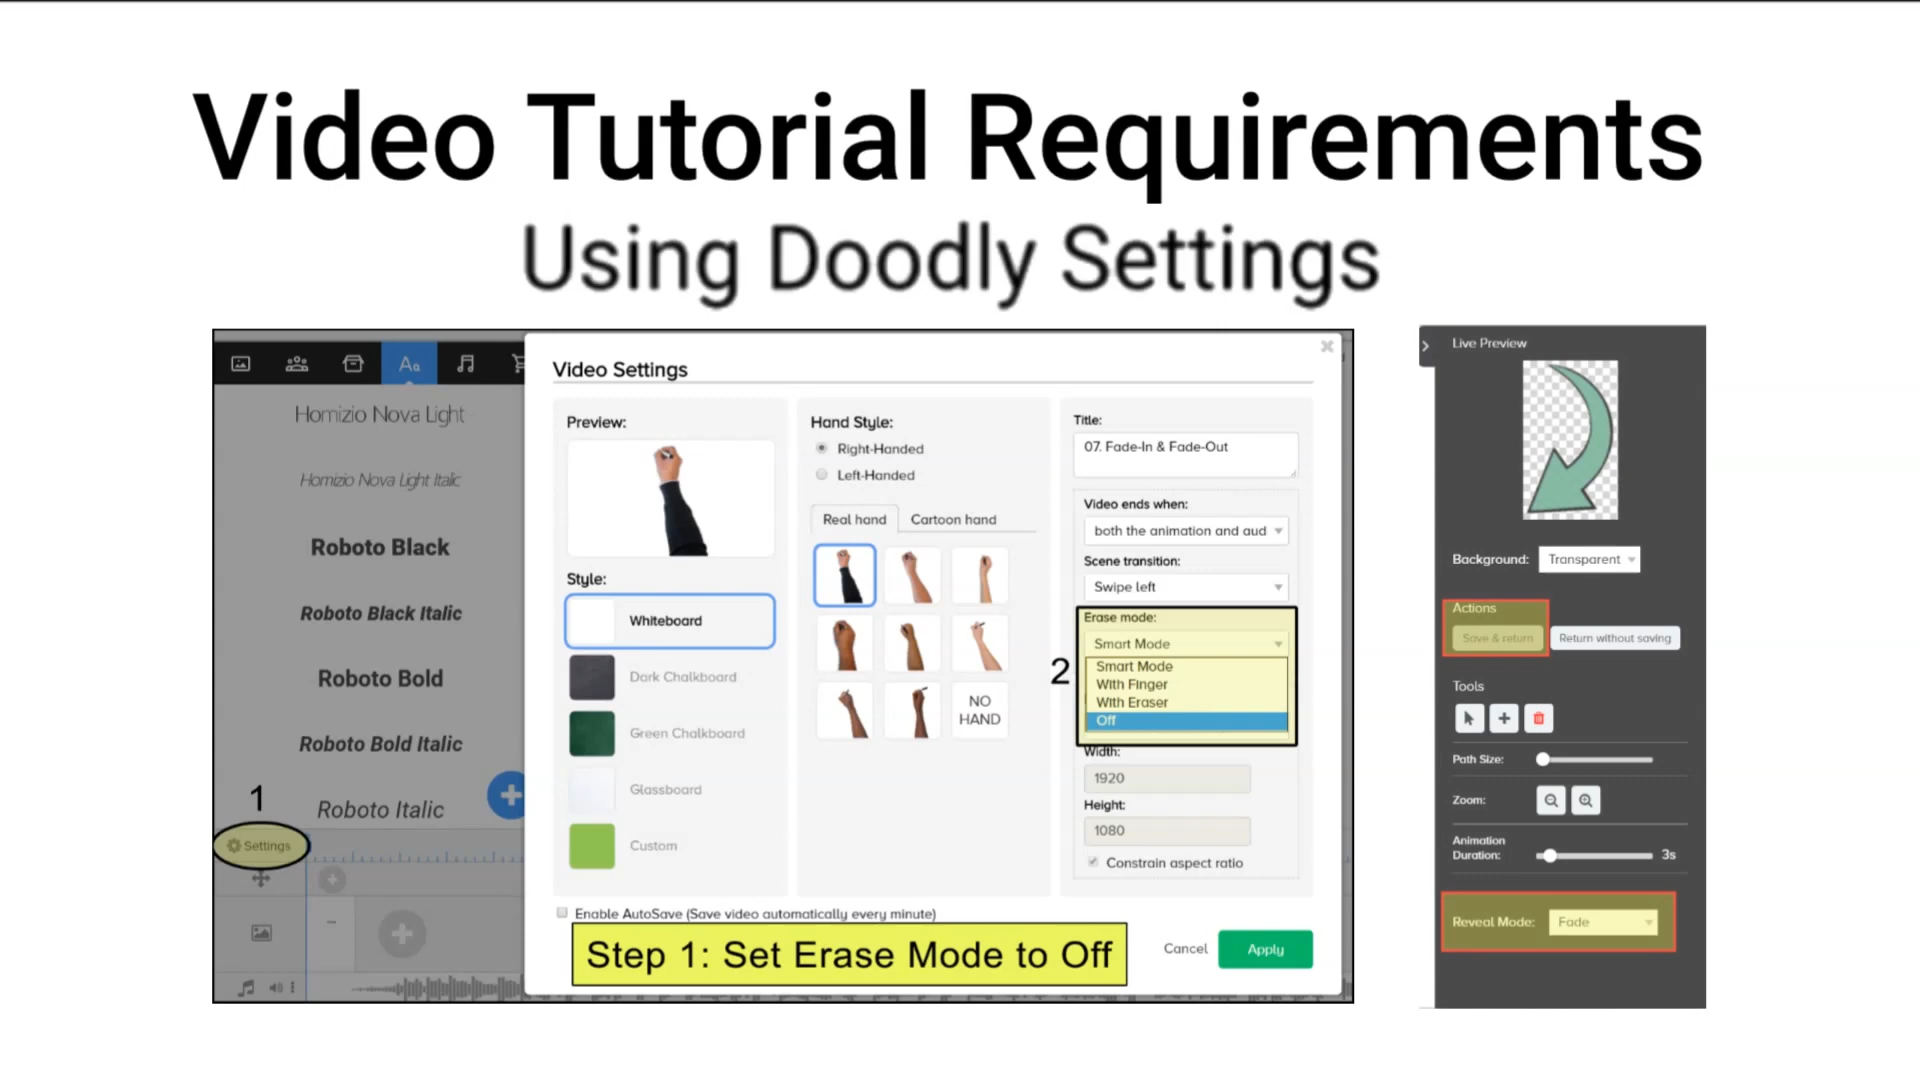 Video Tutorial Requirements
Using Doodly Settings
Aa
Homizio Nova Light
Homizio Nova Light Italic
Roboto Black
Roboto Black Italic
Roboto Bold
Roboto Bold Italic
Roboto Italic
1
Settings
Video Settings
Preview:
Style:
Whiteboard
Dark Chalkboard
Green Chalkboard
Glassboard
Custom
Hand Style:
Right-Handed
Left-Handed
Real hand
Cartoon hand
NO
HAND
Title:
07. Fade-In & Fade-Out
Video ends when:
both the animation and aud
Scene transition:
Swipe left
2
Erase mode:
Smart Mode
Smart Mode
With Finger
With Eraser
Off
Width:
1920
Height:
1080
Constrain aspect ratio
Enable AutoSave (Save video automatically every minute)
Step 1: Set Erase Mode to Off
Cancel
Apply
Live Preview
Background: Transparent
Actions
Save & return
Return without saving
Tools
Path Size:
Zoom:
Animation
Duration: 3s
Reveal Mode: Fade